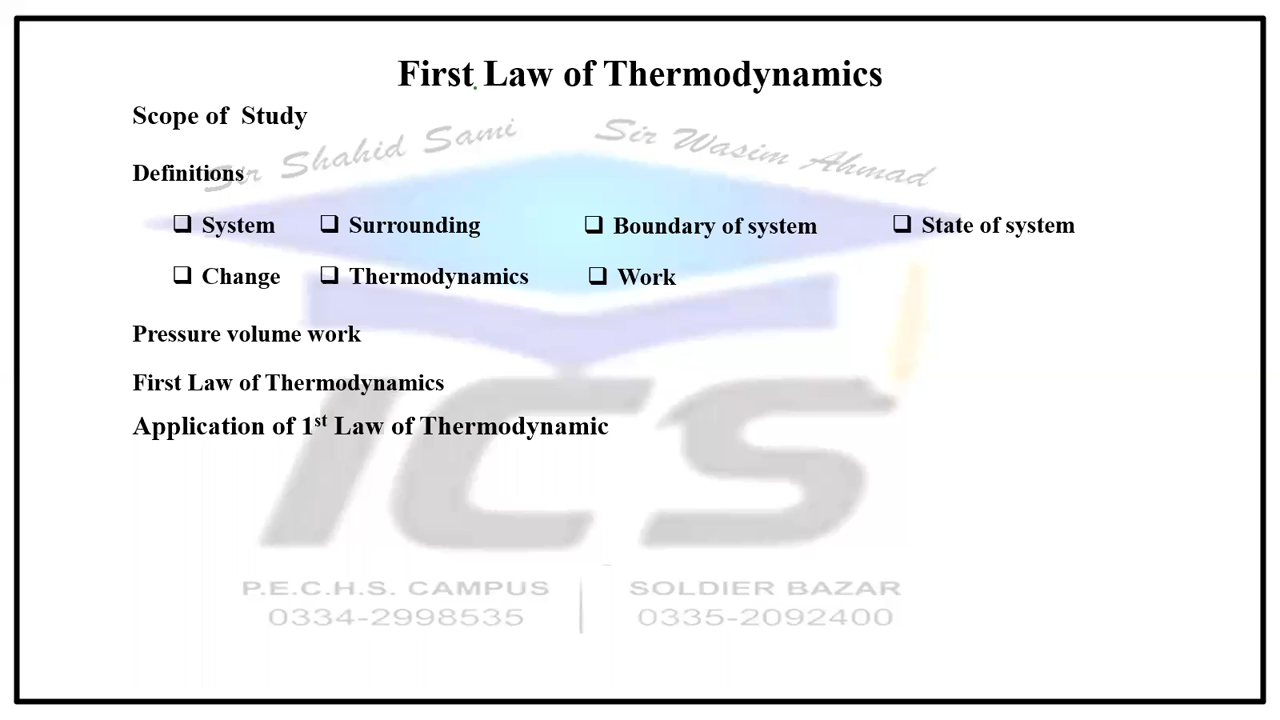 First Law of Thermodynamics
Scope of Study
Sir Shahid Sami Sir Wasim Ahmad
Definitions
❑ System ❑ Surrounding ❑ Boundary of system ❑ State of system
❑ Change ❑ Thermodynamics ❑ Work
Pressure volume work
First Law of Thermodynamics
Application of 1st Law of Thermodynamic
ICS
P.E.C.H.S. CAMPUS | SOLDIER BAZAR
0334-2998535 | 0335-2092400